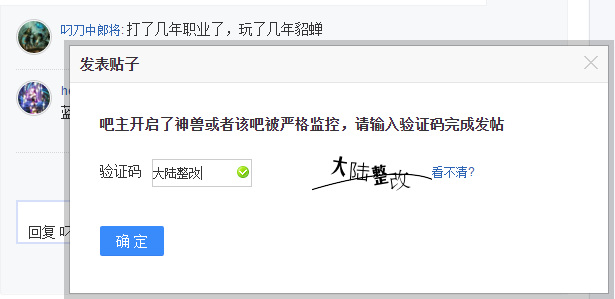 叼刀中郎将: 打了几年职业了，玩了几年貂蝉
发表贴子
吧主开启了神兽或者该吧被严格监控，请输入验证码完成发帖
验证码 大陆整改 大陆整改 看不清?
确 定
回复